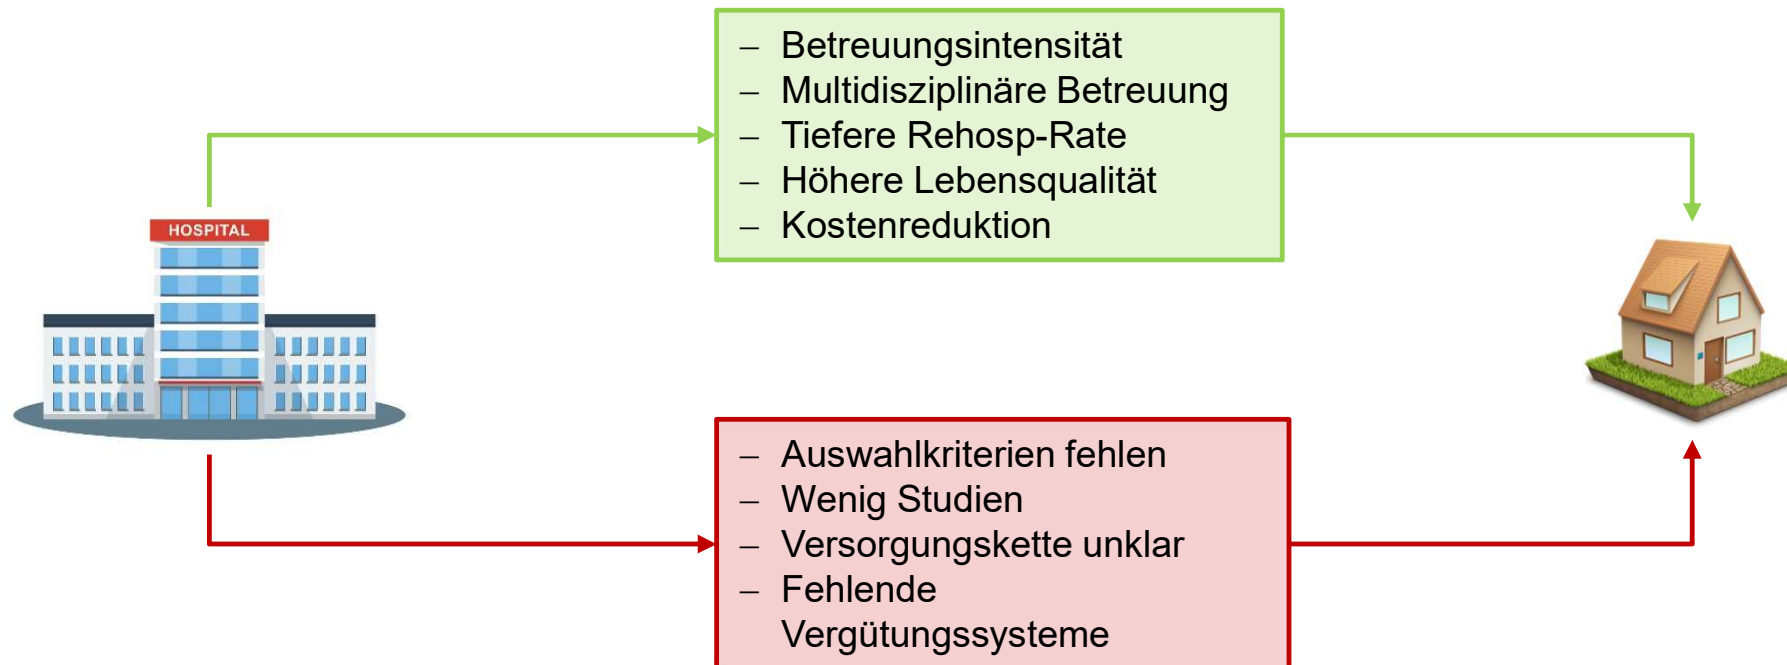 – Betreuungsintensität
– Multidisziplinäre Betreuung
– Tiefere Rehosp-Rate
– Höhere Lebensqualität
– Kostenreduktion
HOSPITAL
– Auswahlkriterien fehlen
– Wenig Studien
– Versorgungskette unklar
– Fehlende
Vergütungssysteme